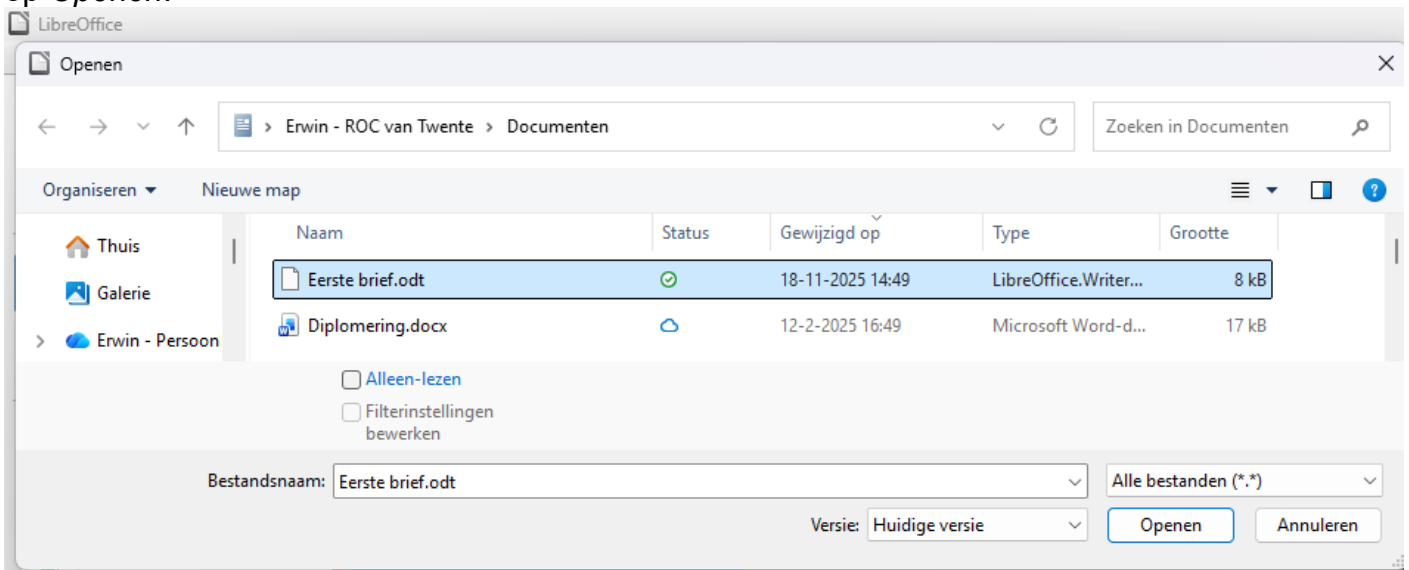 op Openen.
LibreOffice
Openen
Erwin - ROC van Twente > Documenten
Zoeken in Documenten
Organiseren
Nieuwe map
Naam Status Gewijzigd op Type Grootte
Thuis
Eerste brief.odt 18-11-2025 14:49 LibreOffice.Writer... 8 kB
Galerie
Diplomering.docx 12-2-2025 16:49 Microsoft Word-d... 17 kB
Erwin - Persoon
Alleen-lezen
Filterinstellingen
bewerken
Bestandsnaam: Eerste brief.odt Alle bestanden (*.*)
Versie: Huidige versie Openen Annuleren